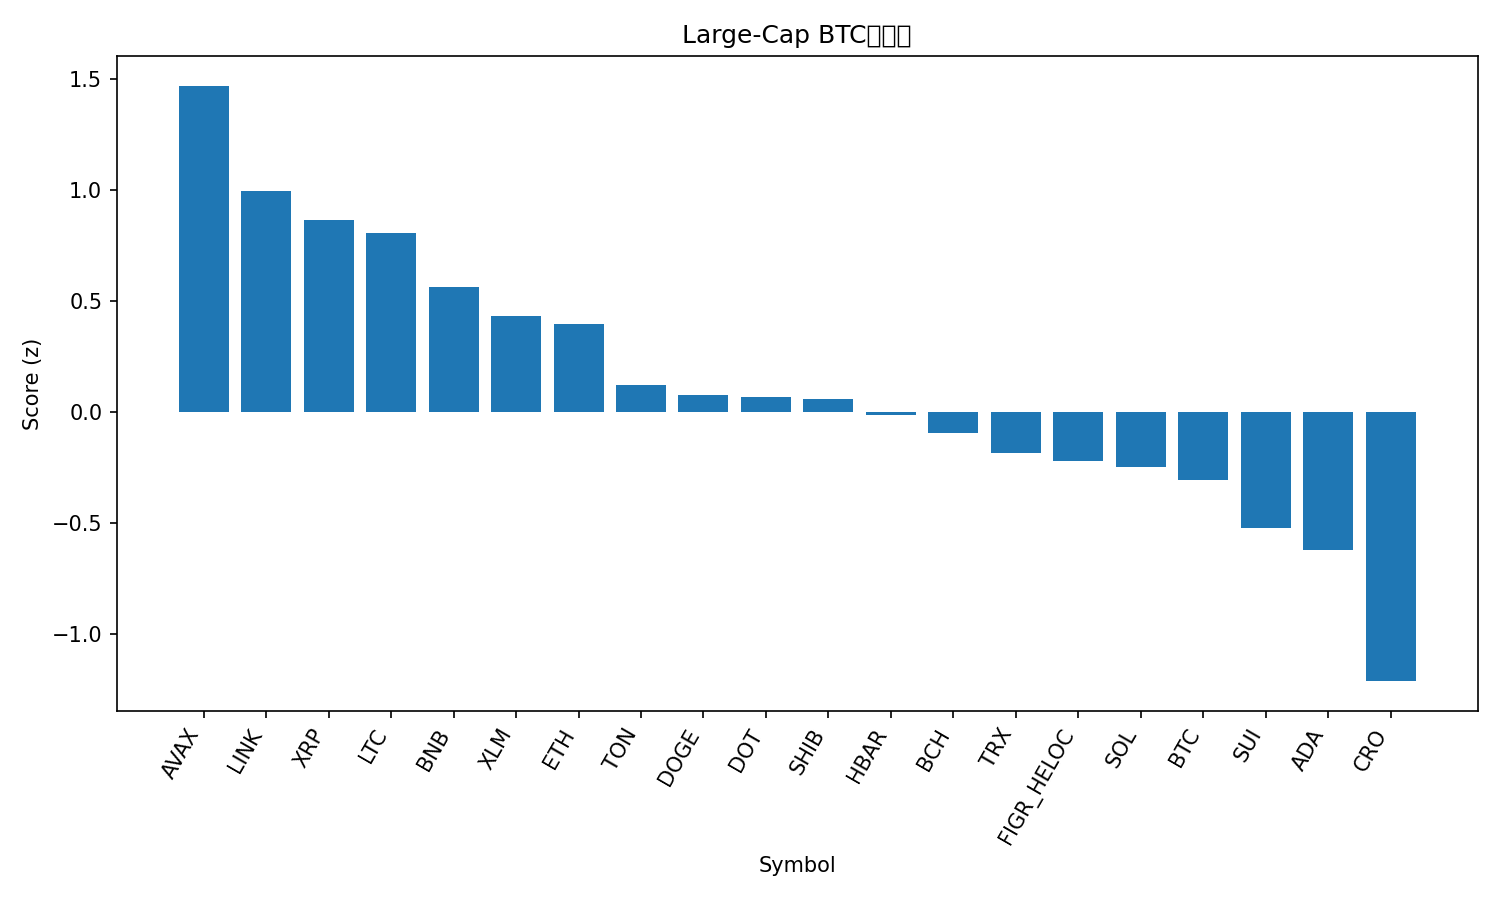 Large-Cap BTC
Score (z)
1.5
1.0
0.5
0.0
−0.5
−1.0
AVAX
LINK
XRP
LTC
BNB
XLM
ETH
TON
DOGE
DOT
SHIB
HBAR
BCH
TRX
FIGR_HELOC
SOL
BTC
SUI
ADA
CRO
Symbol